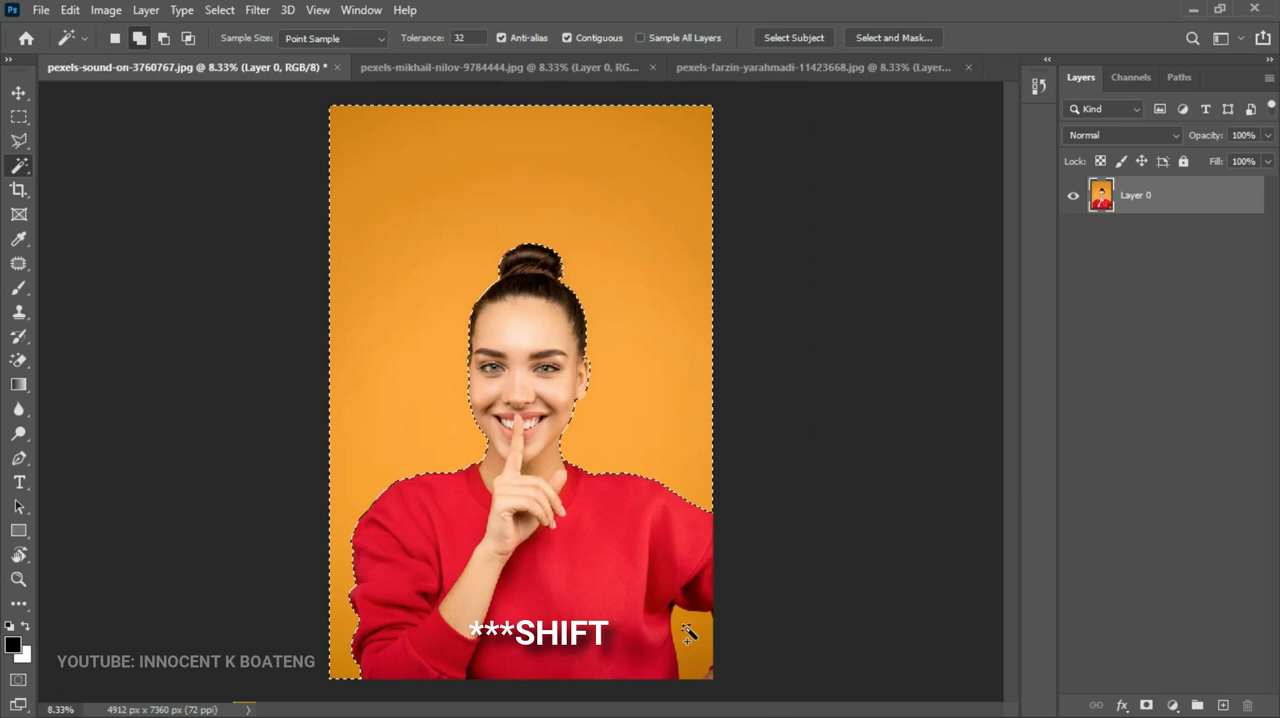 Ps File Edit Image Layer Type Select Filter 3D View Window Help
Sample Size: Point Sample Tolerance: 32 Anti-alias Contiguous Sample All Layers Select Subject Select and Mask...
pexels-sound-on-3760767.jpg @ 8.33% (Layer 0, RGB/8) * × pexels-mikhail-nilov-9784444.jpg @ 8.33% (Layer 0, RG... × pexels-farzin-yarahmadi-11423668.jpg @ 8.33% (Layer... ×
Layers Channels Paths
Kind
Normal Opacity: 100%
Lock: Fill: 100%
Layer 0
***SHIFT
YOUTUBE: INNOCENT K BOATENG
8.33% 4912 px x 7360 px (72 ppi)